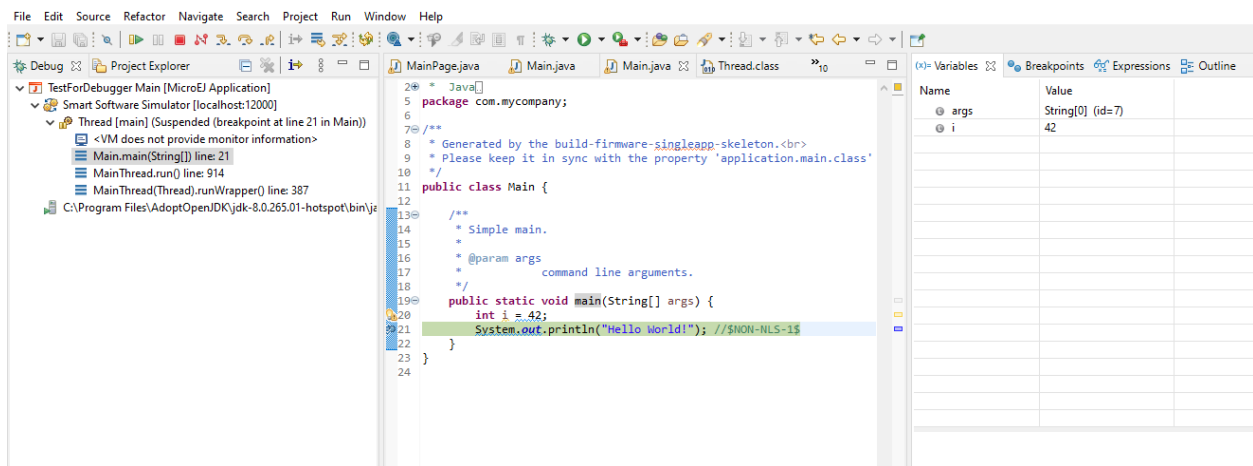 File Edit Source Refactor Navigate Search Project Run Window Help
Debug Project Explorer
TestForDebugger Main [MicroEJ Application]
Smart Software Simulator [localhost:12000]
Thread [main] (Suspended (breakpoint at line 21 in Main))
<VM does not provide monitor information>
Main.main(String[]) line: 21
MainThread.run() line: 914
MainThread(Thread).runWrapper() line: 387
C:\Program Files\AdoptOpenJDK\jdk-8.0.265.01-hotspot\bin\ja
MainPage.java Main.java Main.java Thread.class »10
2 * Java
5 package com.mycompany;
6
7 /**
8 * Generated by the build-firmware-singleapp-skeleton.<br>
9 * Please keep it in sync with the property 'application.main.class'
10 */
11 public class Main {
12
13 /**
14 * Simple main.
15 *
16 * @param args
17 * command line arguments.
18 */
19 public static void main(String[] args) {
20 int i = 42;
21 System.out.println("Hello World!"); //$NON-NLS-1$
22 }
23 }
24
(x)= Variables Breakpoints Expressions Outline
Name Value
args String[0] (id=7)
i 42